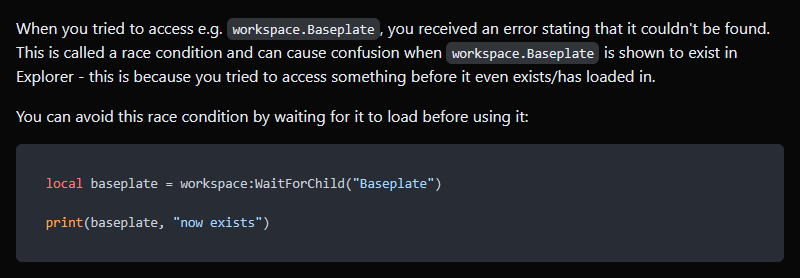 When you tried to access e.g. workspace.Baseplate, you received an error stating that it couldn't be found.
This is called a race condition and can cause confusion when workspace.Baseplate is shown to exist in
Explorer - this is because you tried to access something before it even exists/has loaded in.
You can avoid this race condition by waiting for it to load before using it:
local baseplate = workspace:WaitForChild("Baseplate")
print(baseplate, "now exists")